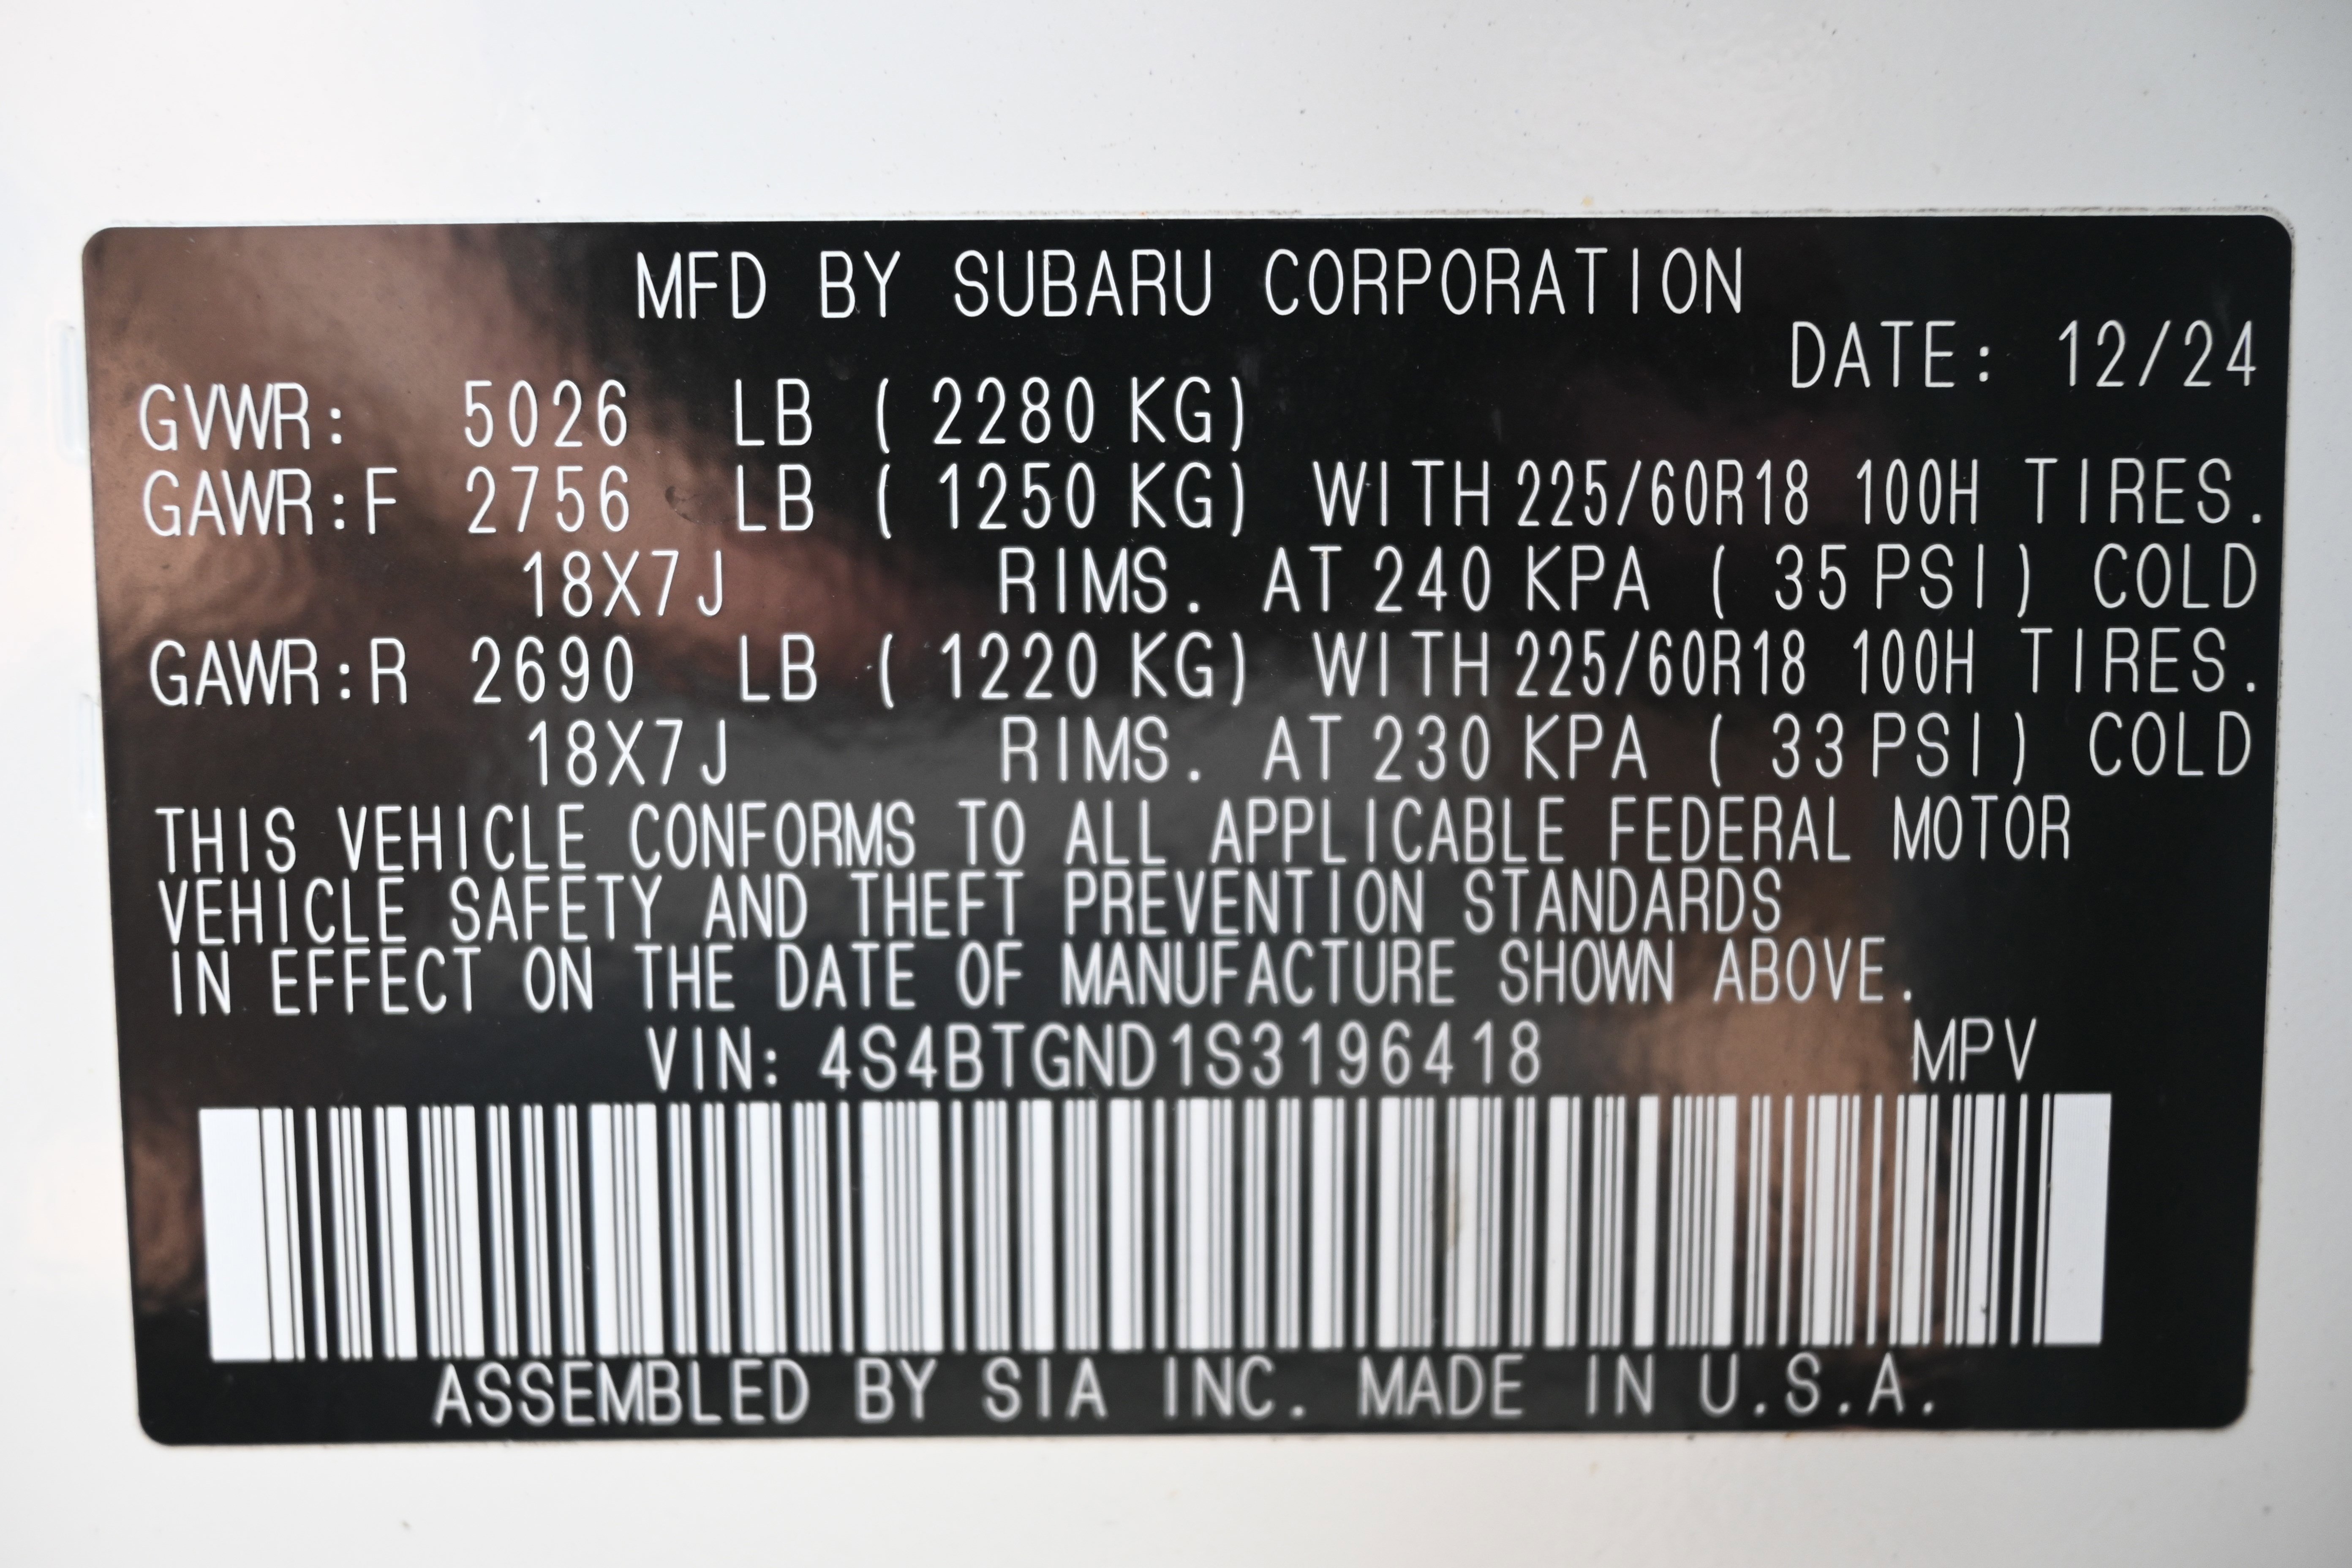 MFD BY SUBARU CORPORATION
DATE: 12/24
GVWR: 5026 LB ( 2280 KG)
GAWR:F 2756 LB ( 1250 KG) WITH 225/60R18 100H TIRES.
18X7J RIMS. AT 240 KPA ( 35 PSI) COLD
GAWR:R 2690 LB ( 1220 KG) WITH 225/60R18 100H TIRES.
18X7J RIMS. AT 230 KPA ( 33 PSI) COLD
THIS VEHICLE CONFORMS TO ALL APPLICABLE FEDERAL MOTOR
VEHICLE SAFETY AND THEFT PREVENTION STANDARDS
IN EFFECT ON THE DATE OF MANUFACTURE SHOWN ABOVE.
VIN: 4S4BTGND1S3196418 MPV
ASSEMBLED BY SIA INC. MADE IN U.S.A.